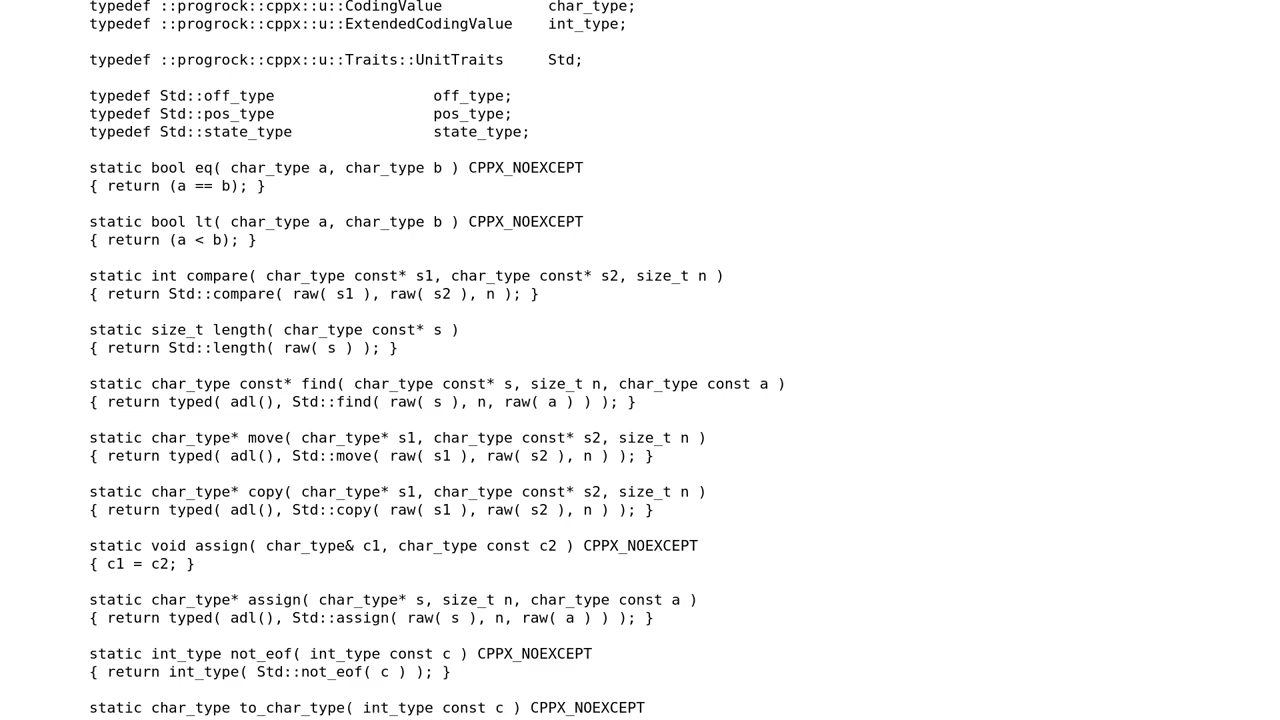 typedef ::progrock::cppx::u::CodingValue            char_type;
typedef ::progrock::cppx::u::ExtendedCodingValue    int_type;

typedef ::progrock::cppx::u::Traits::UnitTraits     Std;

typedef Std::off_type                  off_type;
typedef Std::pos_type                  pos_type;
typedef Std::state_type                state_type;

static bool eq( char_type a, char_type b ) CPPX_NOEXCEPT
{ return (a == b); }

static bool lt( char_type a, char_type b ) CPPX_NOEXCEPT
{ return (a < b); }

static int compare( char_type const* s1, char_type const* s2, size_t n )
{ return Std::compare( raw( s1 ), raw( s2 ), n ); }

static size_t length( char_type const* s )
{ return Std::length( raw( s ) ); }

static char_type const* find( char_type const* s, size_t n, char_type const a )
{ return typed( adl(), Std::find( raw( s ), n, raw( a ) ) ); }

static char_type* move( char_type* s1, char_type const* s2, size_t n )
{ return typed( adl(), Std::move( raw( s1 ), raw( s2 ), n ) ); }

static char_type* copy( char_type* s1, char_type const* s2, size_t n )
{ return typed( adl(), Std::copy( raw( s1 ), raw( s2 ), n ) ); }

static void assign( char_type& c1, char_type const c2 ) CPPX_NOEXCEPT
{ c1 = c2; }

static char_type* assign( char_type* s, size_t n, char_type const a )
{ return typed( adl(), Std::assign( raw( s ), n, raw( a ) ) ); }

static int_type not_eof( int_type const c ) CPPX_NOEXCEPT
{ return int_type( Std::not_eof( c ) ); }

static char_type to_char_type( int_type const c ) CPPX_NOEXCEPT